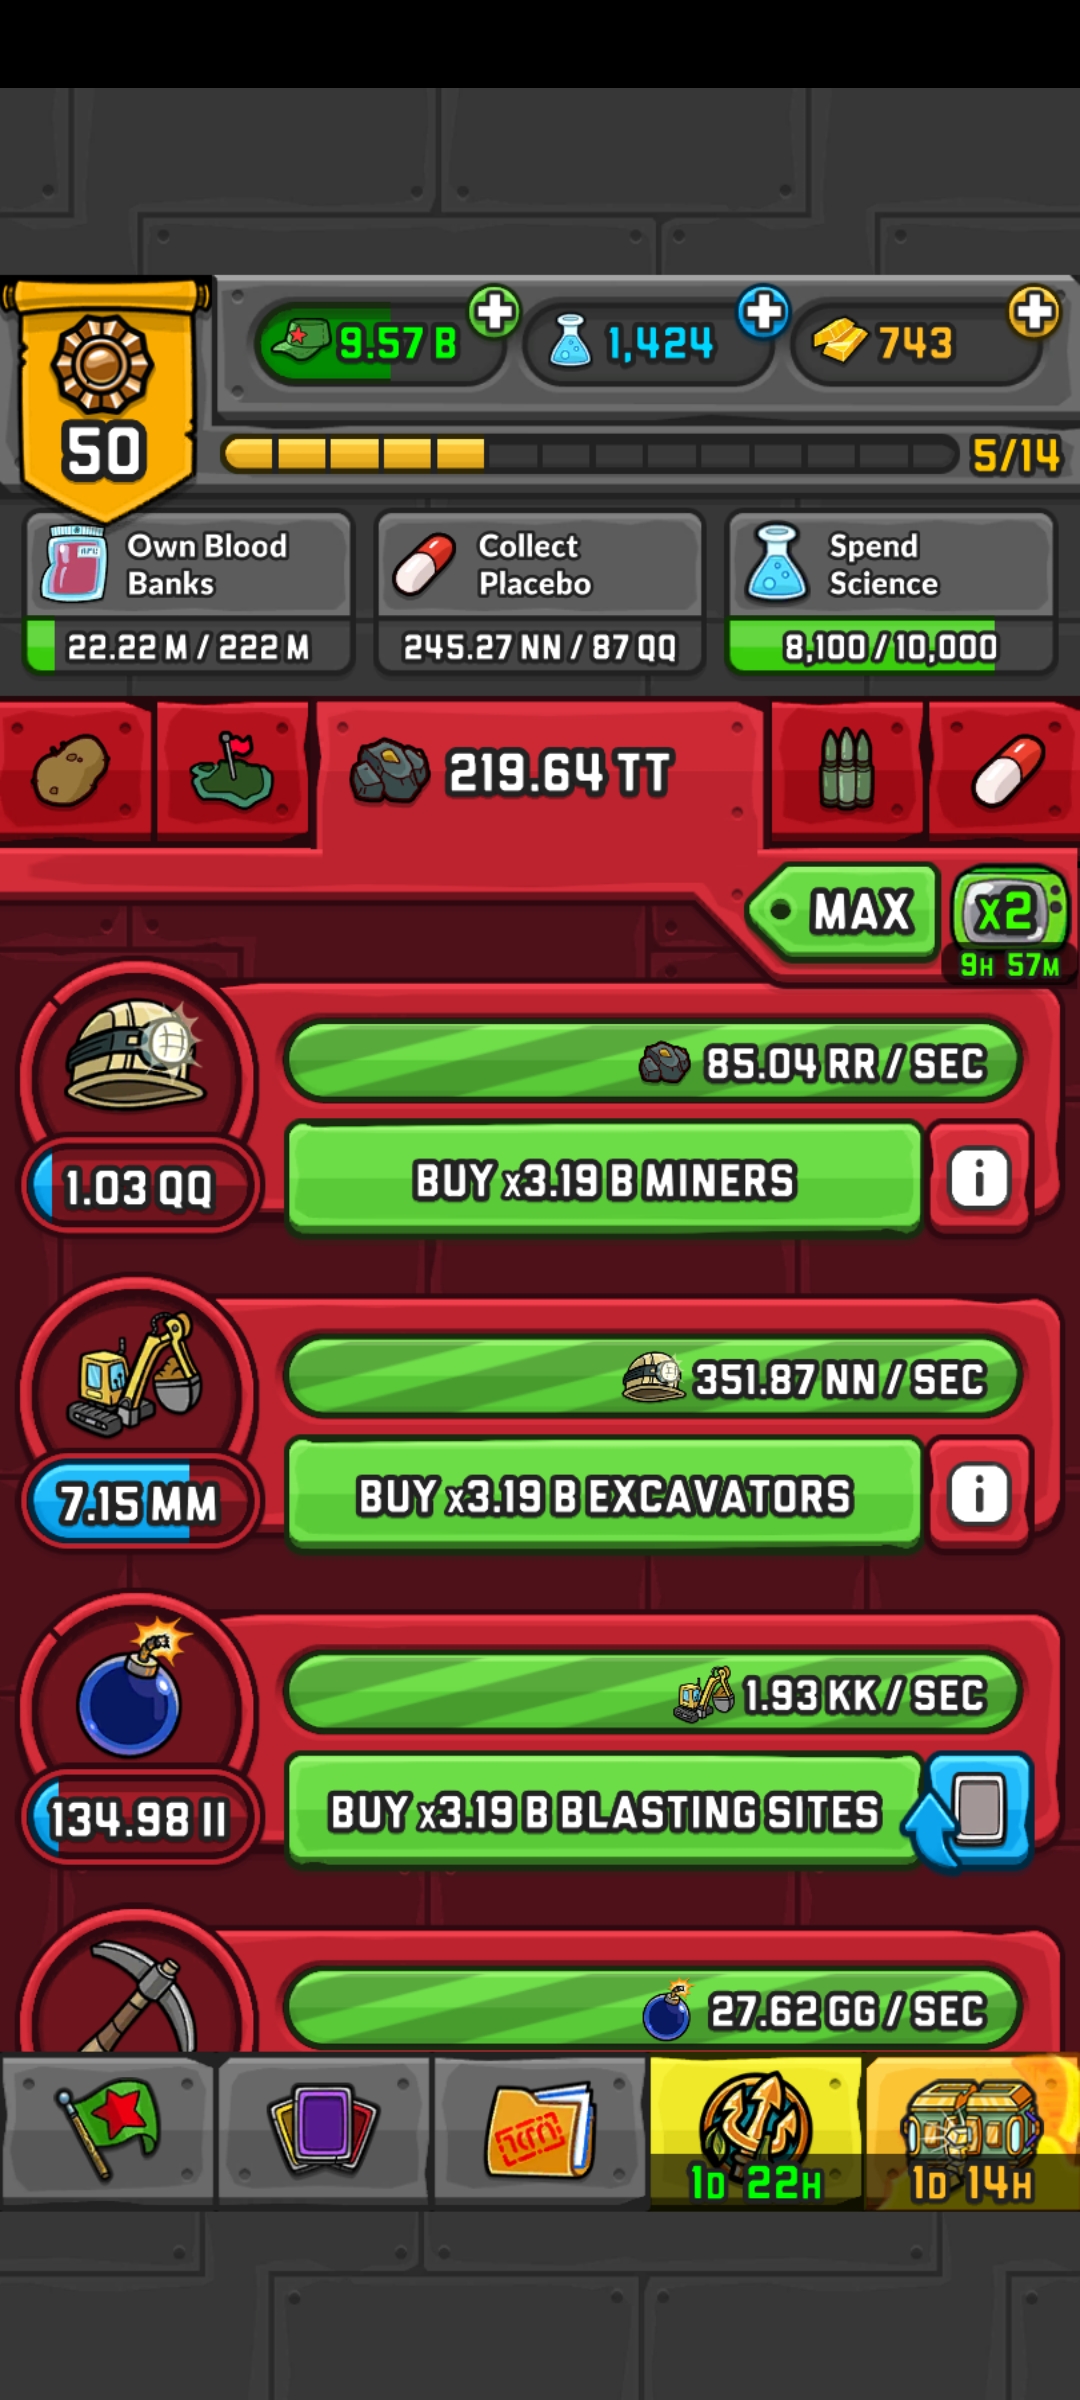 50
9.57 B
1,424
743
5/14
Own Blood
Banks
22.22 M / 222 M
Collect
Placebo
245.27 NN / 87 QQ
Spend
Science
8,100 / 10,000
219.64 TT
MAX
x2
9H 57M
85.04 RR / SEC
1.03 QQ
BUY x3.19 B MINERS
i
351.87 NN / SEC
7.15 MM
BUY x3.19 B EXCAVATORS
i
1.93 KK / SEC
134.98 II
BUY x3.19 B BLASTING SITES
27.62 GG / SEC
1D 22H
1D 14H